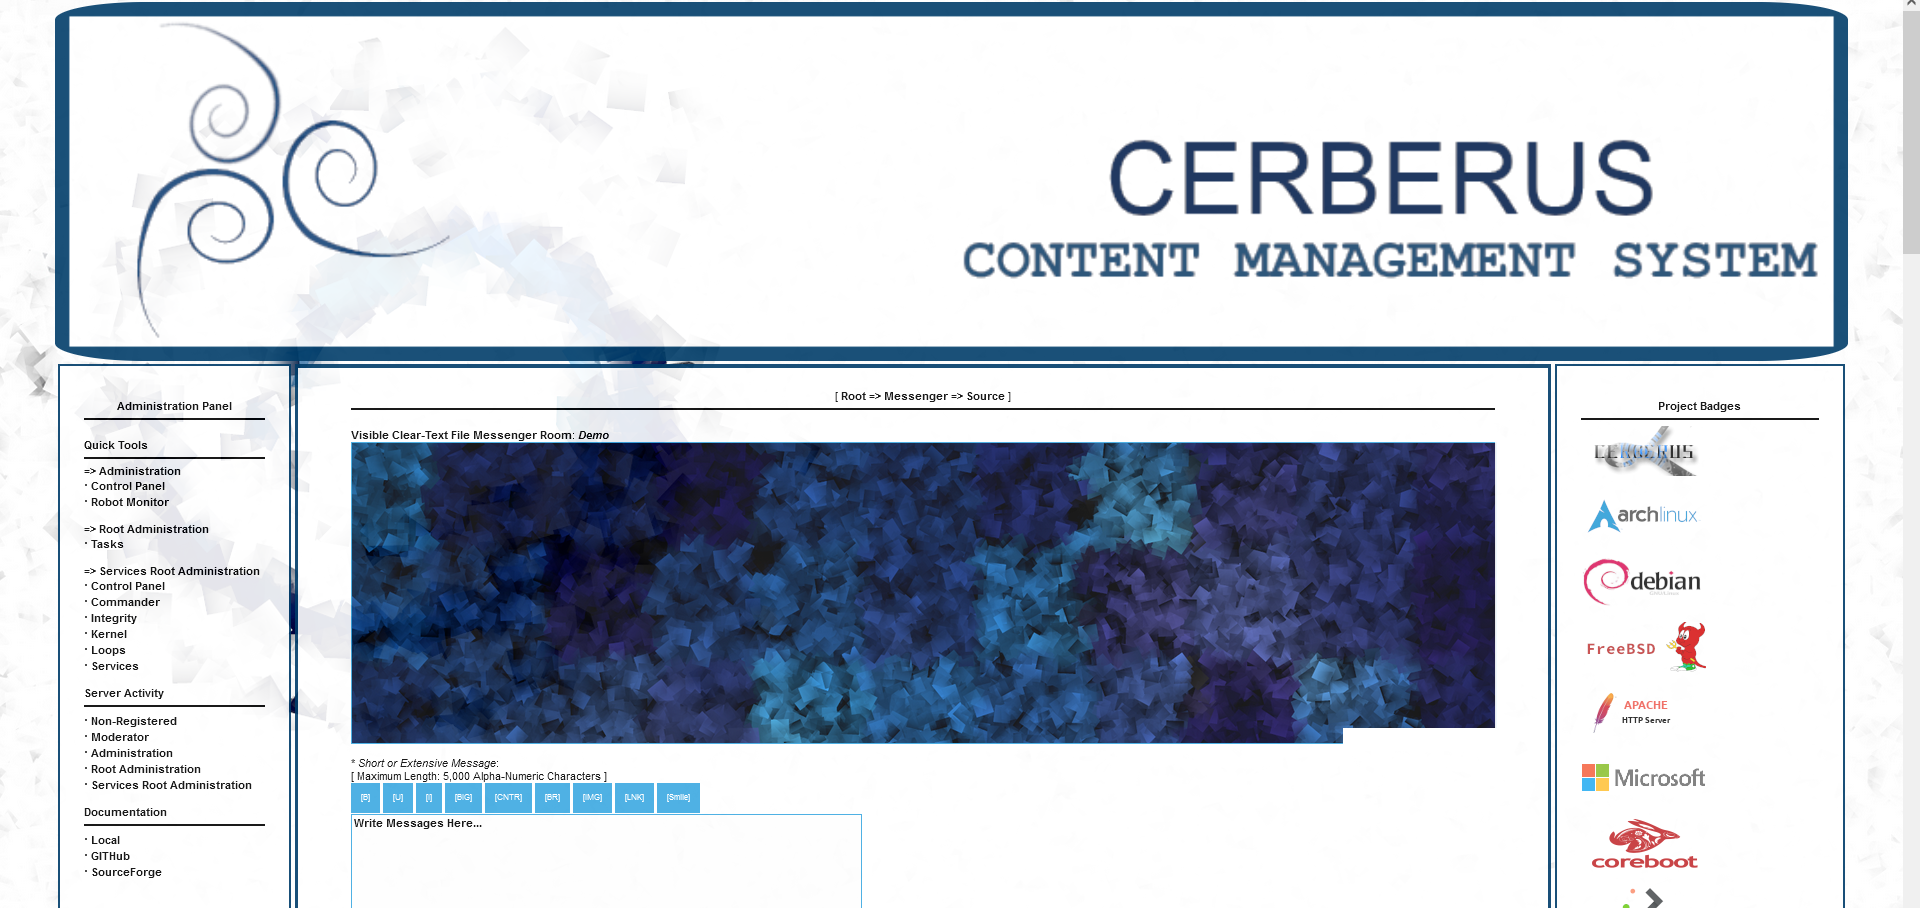 CERBERUS
CONTENT MANAGEMENT SYSTEM
Administration Panel
Quick Tools
=> Administration
· Control Panel
· Robot Monitor
=> Root Administration
· Tasks
=> Services Root Administration
· Control Panel
· Commander
· Integrity
· Kernel
· Loops
· Services
Server Activity
· Non-Registered
· Moderator
· Administration
· Root Administration
· Services Root Administration
Documentation
· Local
· GITHub
· SourceForge
[ Root => Messenger => Source ]
Visible Clear-Text File Messenger Room: Demo
* Short or Extensive Message:
[ Maximum Length: 5,000 Alpha-Numeric Characters ]
[B] [U] [I] [BIG] [CNTR] [BR] [IMG] [LNK] [Smile]
Write Messages Here...
Project Badges
CERBERUS
archlinux
debian
FreeBSD
APACHE
HTTP Server
Microsoft
coreboot